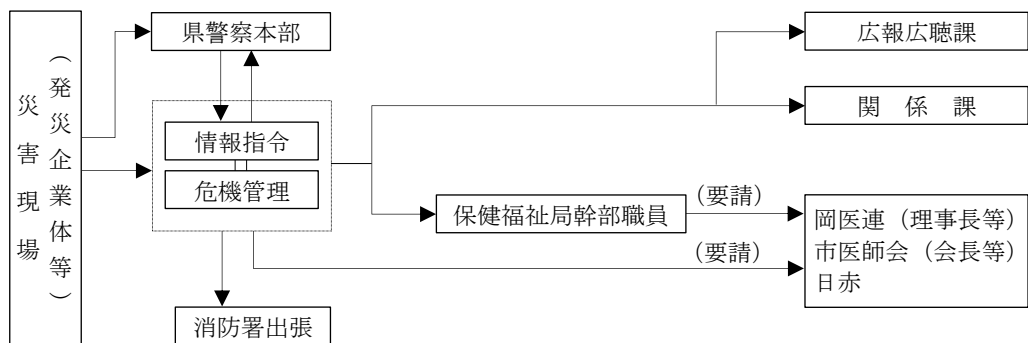 災害現場
（発災企業体等）
県警察本部
情報指令
危機管理
消防署出張
広報広聴課
関係課
保健福祉局幹部職員
（要請）
（要請）
岡医連（理事長等）
市医師会（会長等）
日赤